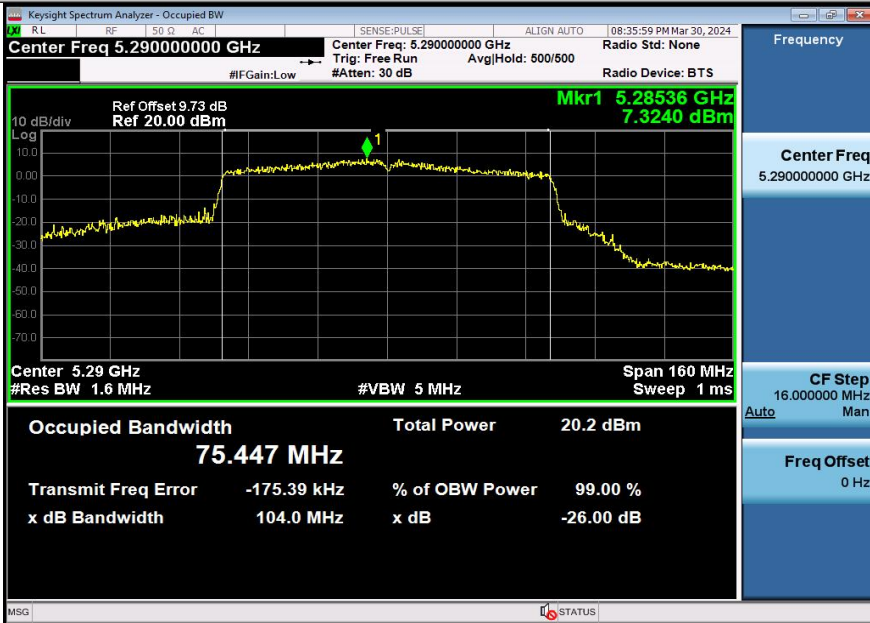 Keysight Spectrum Analyzer - Occupied BW
LXI RL RF 50 Ω AC SENSE:PULSE ALIGN AUTO 08:35:59 PM Mar 30, 2024
Center Freq 5.290000000 GHz
Center Freq: 5.290000000 GHz
Radio Std: None
Trig: Free Run Avg|Hold: 500/500
#IFGain:Low
#Atten: 30 dB
Radio Device: BTS
Ref Offset 9.73 dB
Mkr1 5.28536 GHz
10 dB/div Ref 20.00 dBm
7.3240 dBm
Log
1
10.0
0.00
-10.0
-20.0
-30.0
-40.0
-50.0
-60.0
-70.0
Center 5.29 GHz
Span 160 MHz
#Res BW 1.6 MHz
#VBW 5 MHz
Sweep 1 ms
Occupied Bandwidth
Total Power 20.2 dBm
75.447 MHz
Transmit Freq Error -175.39 kHz
% of OBW Power 99.00 %
x dB Bandwidth 104.0 MHz
x dB -26.00 dB
Frequency
Center Freq
5.290000000 GHz
CF Step
16.000000 MHz
Auto Man
Freq Offset
0 Hz
MSG
STATUS